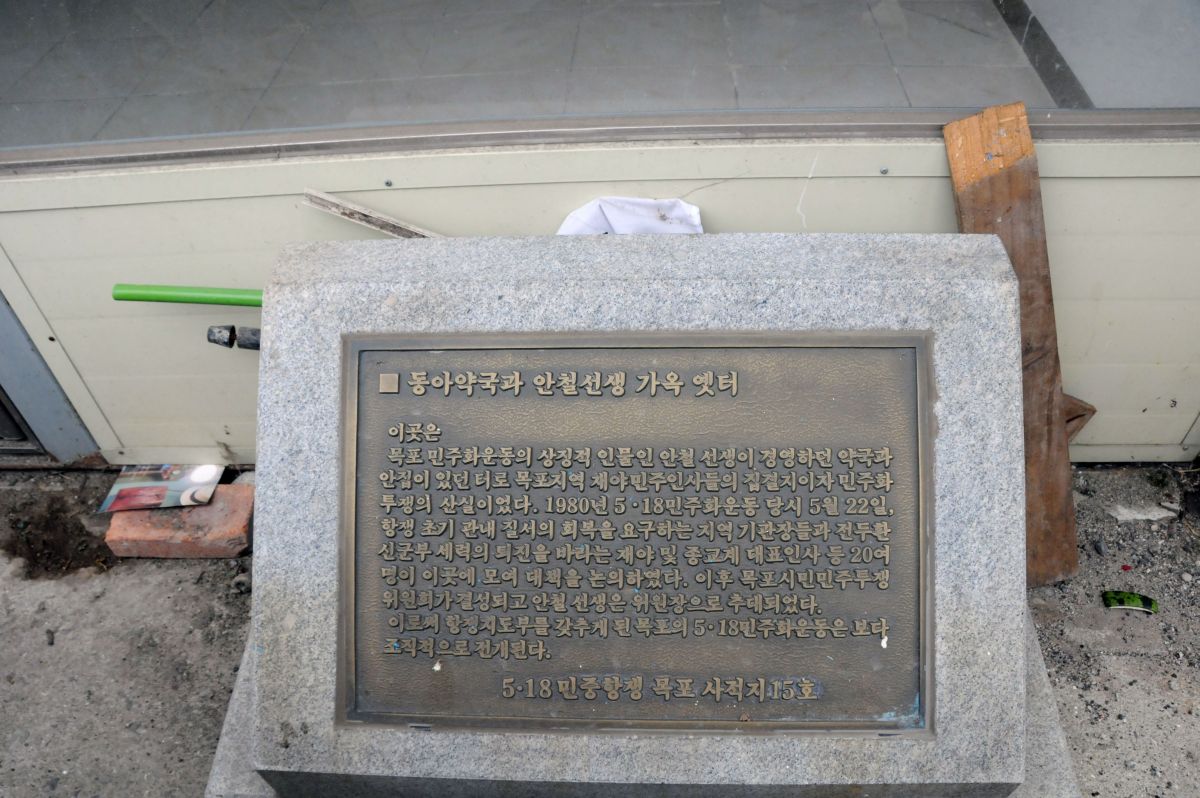 ■ 동아약국과 안철선생 가옥 옛터
이곳은
목포 민주화운동의 상징적 인물인 안철 선생이 경영하던 약국과
안집이 있던 터로 목포지역 재야민주인사들의 집결지이자 민주화
투쟁의 산실이었다. 1980년 5·18민주화운동 당시 5월 22일,
항쟁 초기 관내 질서의 회복을 요구하는 지역 기관장들과 전두환
신군부 세력의 퇴진을 바라는 재야 및 종교계 대표인사 등 20여
명이 이곳에 모여 대책을 논의하였다. 이후 목포시민민주투쟁
위원회가 결성되고 안철 선생은 위원장으로 추대되었다.
이로써 항쟁지도부를 갖추게 된 목포의 5·18민주화운동은 보다
조직적으로 전개된다.
5·18 민중항쟁 목포 사적지 15호